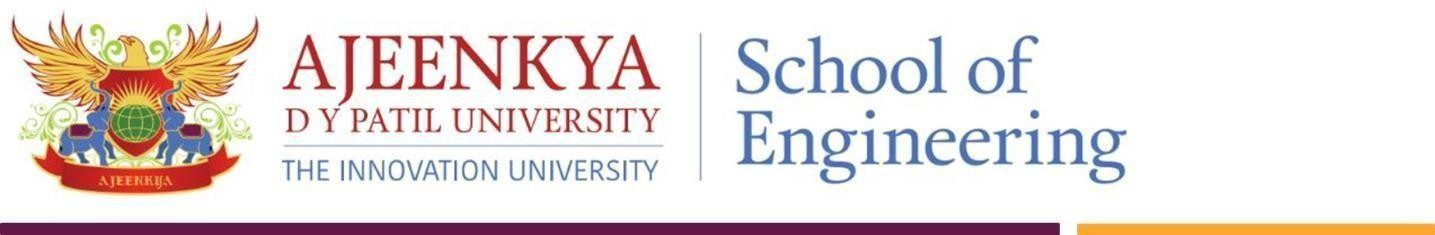 AJEENKYA
D Y PATIL UNIVERSITY
THE INNOVATION UNIVERSITY
School of
Engineering
AJEENKYA